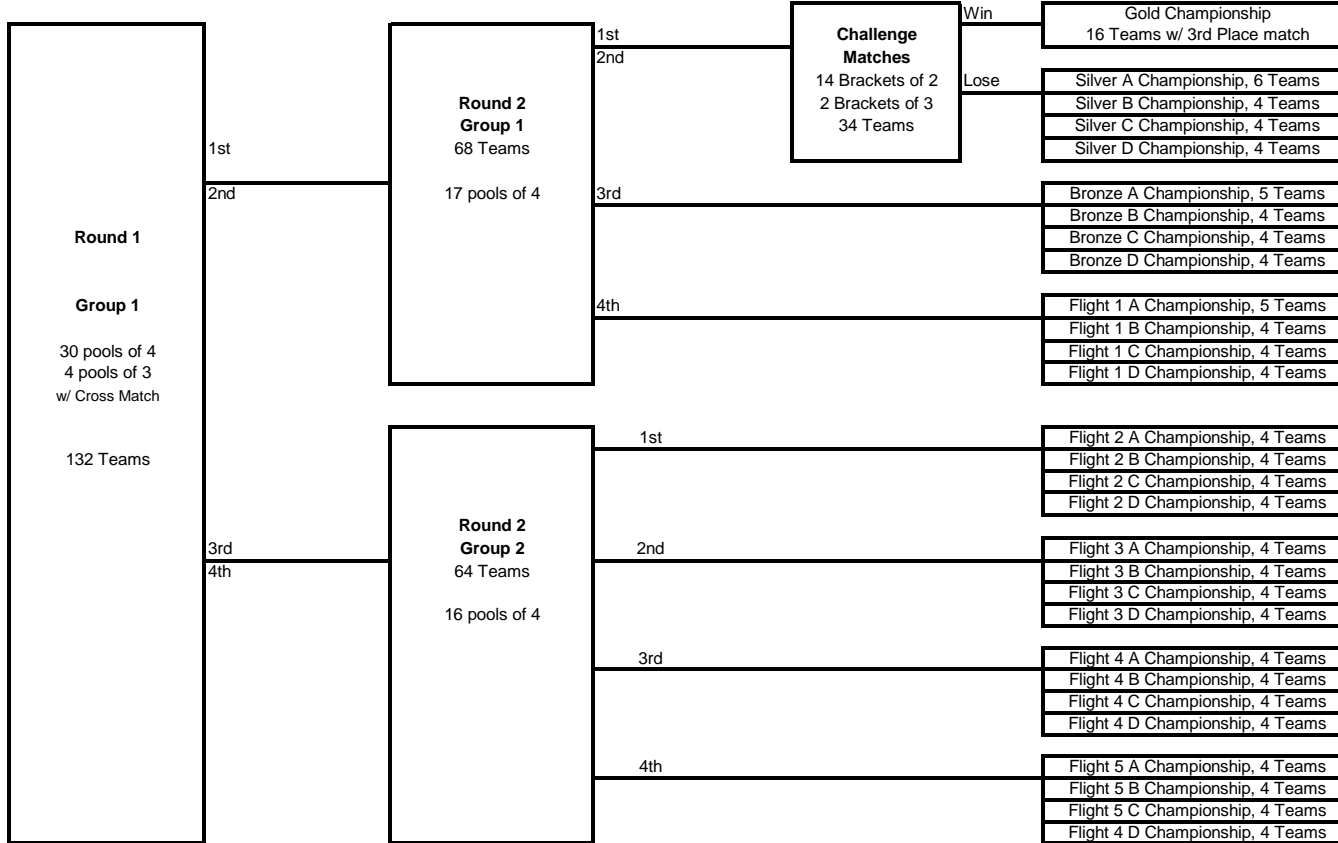 Round 1
Group 1
30 pools of 4
4 pools of 3
w/ Cross Match
132 Teams
1st
2nd
3rd
4th
Round 2
Group 1
68 Teams
17 pools of 4
1st
2nd
3rd
4th
Challenge
Matches
14 Brackets of 2
2 Brackets of 3
34 Teams
Win
Lose
Gold Championship
16 Teams w/ 3rd Place match
Silver A Championship, 6 Teams
Silver B Championship, 4 Teams
Silver C Championship, 4 Teams
Silver D Championship, 4 Teams
Bronze A Championship, 5 Teams
Bronze B Championship, 4 Teams
Bronze C Championship, 4 Teams
Bronze D Championship, 4 Teams
Flight 1 A Championship, 5 Teams
Flight 1 B Championship, 4 Teams
Flight 1 C Championship, 4 Teams
Flight 1 D Championship, 4 Teams
Round 2
Group 2
64 Teams
16 pools of 4
1st
2nd
3rd
4th
Flight 2 A Championship, 4 Teams
Flight 2 B Championship, 4 Teams
Flight 2 C Championship, 4 Teams
Flight 2 D Championship, 4 Teams
Flight 3 A Championship, 4 Teams
Flight 3 B Championship, 4 Teams
Flight 3 C Championship, 4 Teams
Flight 3 D Championship, 4 Teams
Flight 4 A Championship, 4 Teams
Flight 4 B Championship, 4 Teams
Flight 4 C Championship, 4 Teams
Flight 4 D Championship, 4 Teams
Flight 5 A Championship, 4 Teams
Flight 5 B Championship, 4 Teams
Flight 5 C Championship, 4 Teams
Flight 4 D Championship, 4 Teams